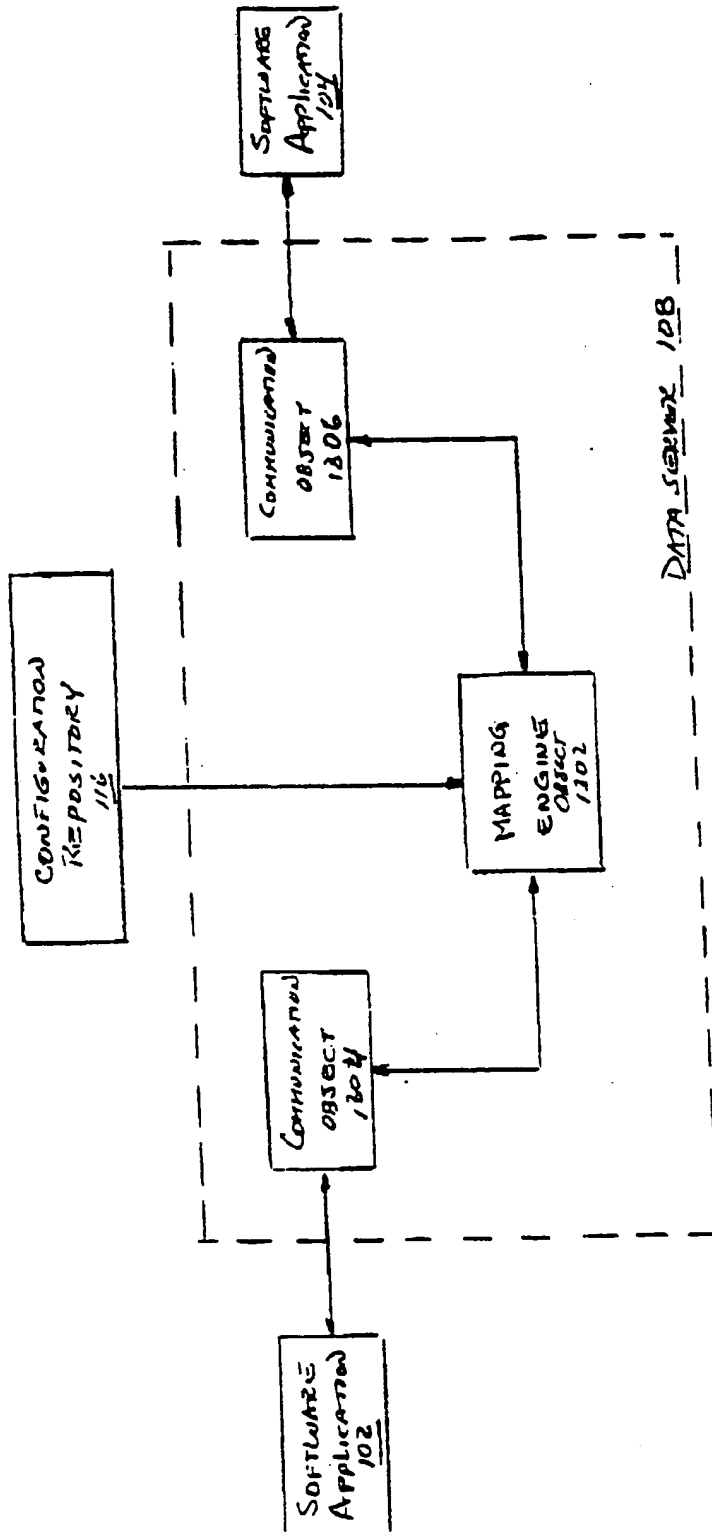 CONFIGURATION
REPOSITORY
116
SOFTWARE
APPLICATION
102
COMMUNICATION
OBJECT
1304
MAPPING
ENGINE
OBJECT
1302
COMMUNICATION
OBJECT
1306
SOFTWARE
APPLICATION
104
DATA SERVER 108